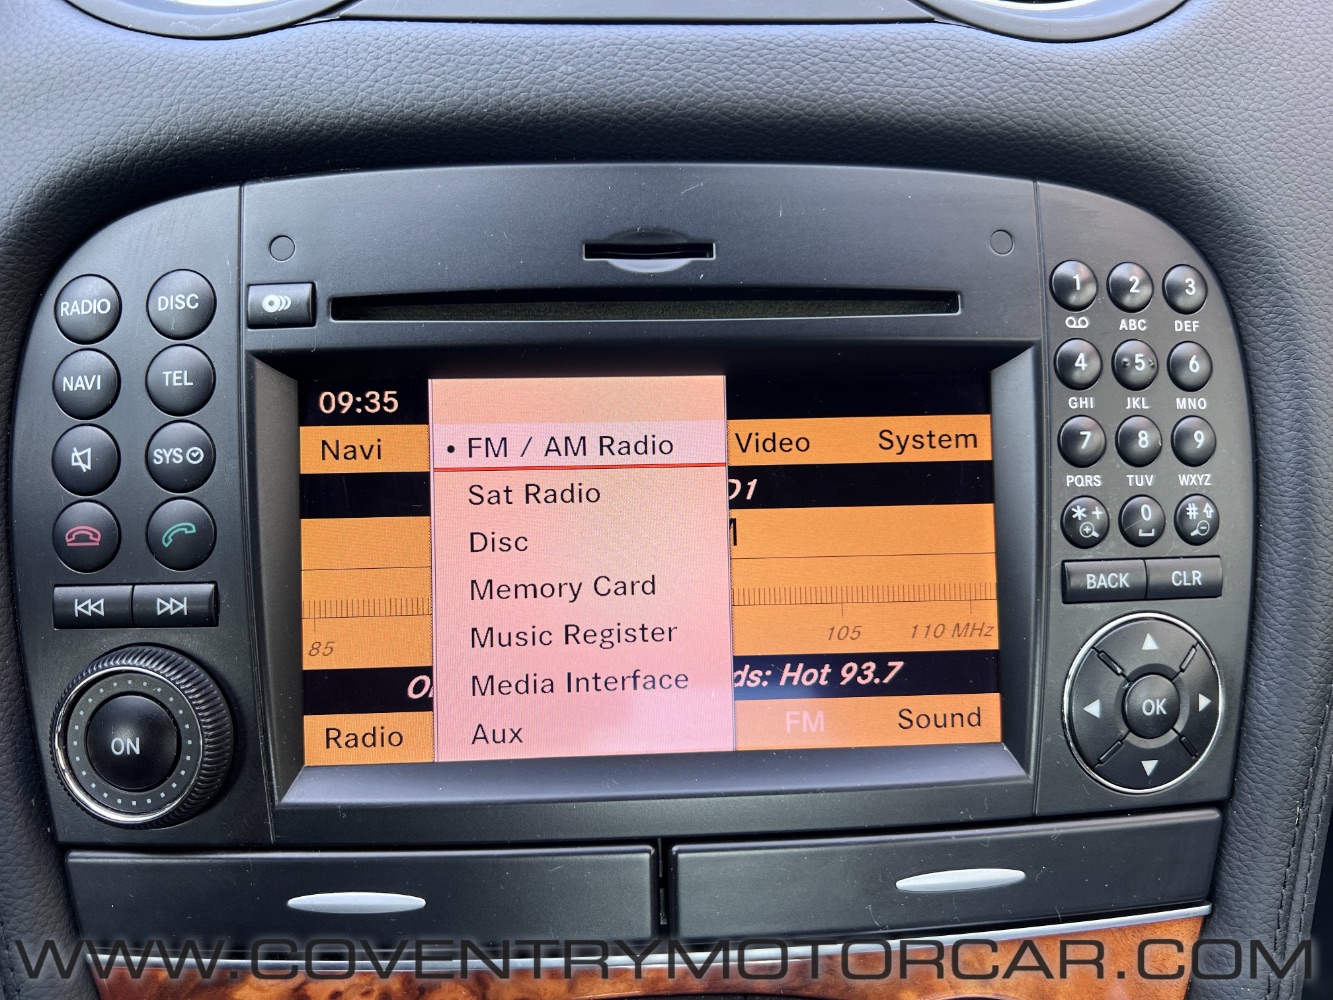 RADIO
DISC
NAVI
TEL
SYS
ON
09:35
Navi
Video
System
• FM / AM Radio
Sat Radio
Disc
Memory Card
Music Register
Media Interface
Aux
85
105
110 MHz
ds: Hot 93.7
Radio
FM
Sound
1
2
3
ABC
DEF
4
5
6
GHI
JKL
MNO
7
8
9
PQRS
TUV
WXYZ
* +
0
#
BACK
CLR
OK
WWW.COVENTRYMOTORCAR.COM